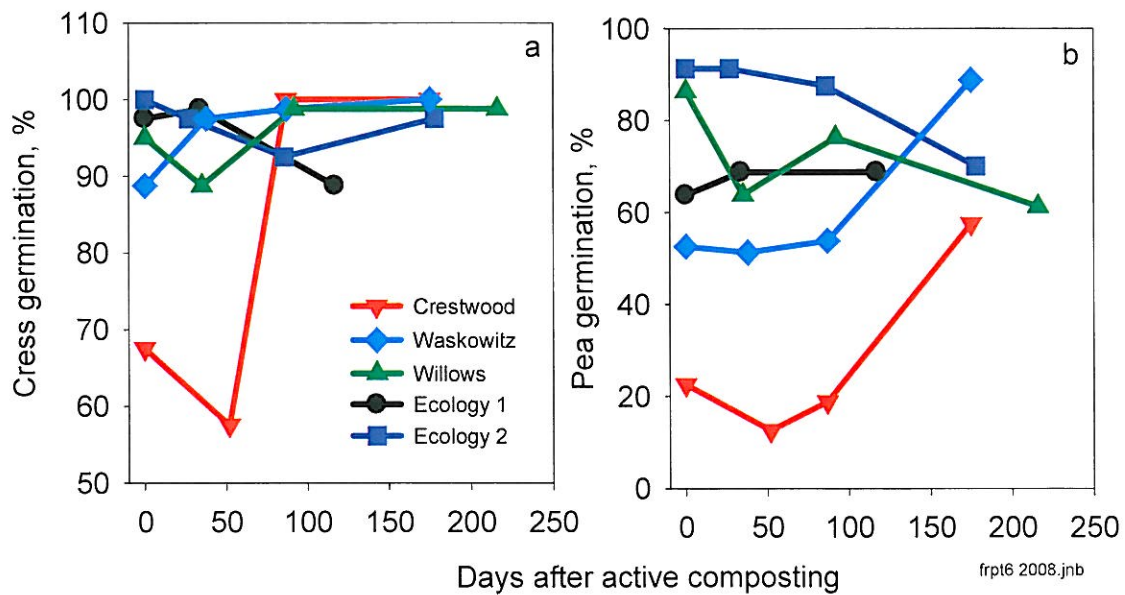 a
Cress germination, %
110
100
90
80
70
60
50
0 50 100 150 200 250
Crestwood
Waskowitz
Willows
Ecology 1
Ecology 2
b
Pea germination, %
100
80
60
40
20
0
0 50 100 150 200 250
Days after active composting
frpt6 2008.jnb